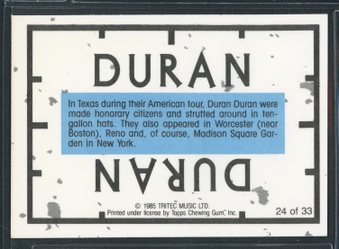 DURAN
In Texas during their American tour, Duran Duran were
made honorary citizens and strutted around in ten-
gallon hats. They also appeared in Worcester (near
Boston), Reno and, of course, Madison Square Gar-
den in New York.
DURAN
© 1985 TRITEC MUSIC LTD.
Printed under license by Topps Chewing Gum, Inc.
24 of 33